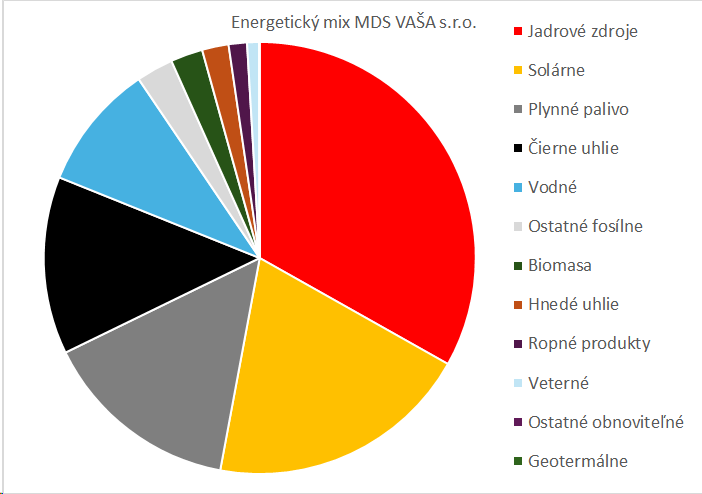 Energetický mix MDS VAŠA s.r.o.
Jadrové zdroje
Solárne
Plynné palivo
Čierne uhlie
Vodné
Ostatné fosílne
Biomasa
Hnedé uhlie
Ropné produkty
Veterné
Ostatné obnoviteľné
Geotermálne